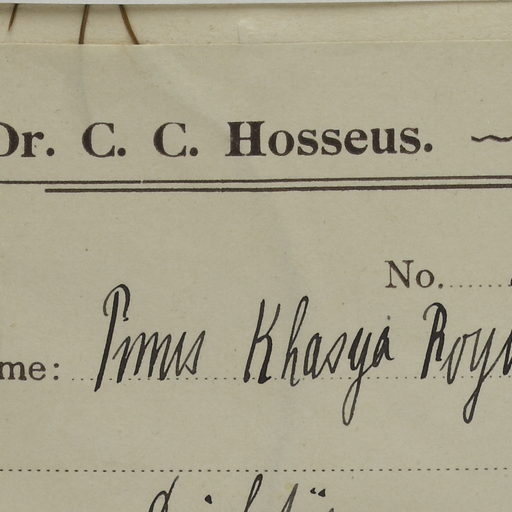 Dr. C. C. Hosseus.
No.
me: Pinus Khasya Roy